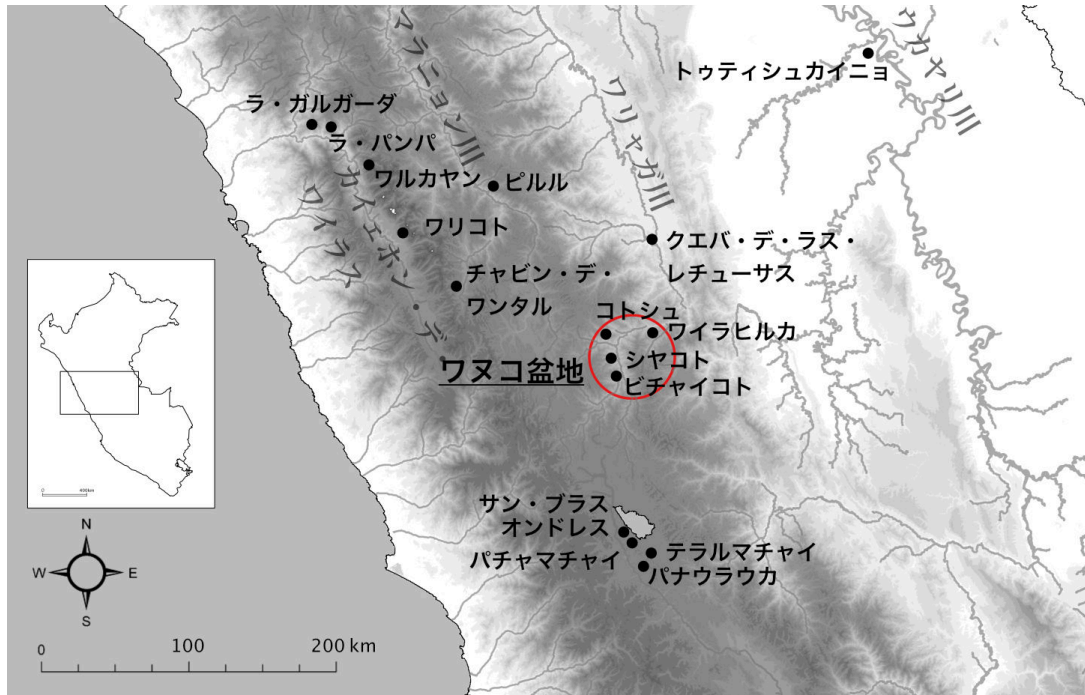 マラニョン川
ワリャガ川
ウカヤリ川
トゥティシュカイニョ
ラ・ガルガーダ
ラ・パンパ
ワルカヤン
ピルル
カイェホン・デ・
ワイラス
ワリコト
クエバ・デ・ラス・
レチューサス
チャビン・デ・
ワンタル
コトシュ
ワイラヒルカ
シヤコト
ビチャイコト
ワヌコ盆地
サン・ブラス
オンドレス
パチャマチャイ
テラルマチャイ
パナウラウカ
0 400km
N
W E
S
0 100 200 km